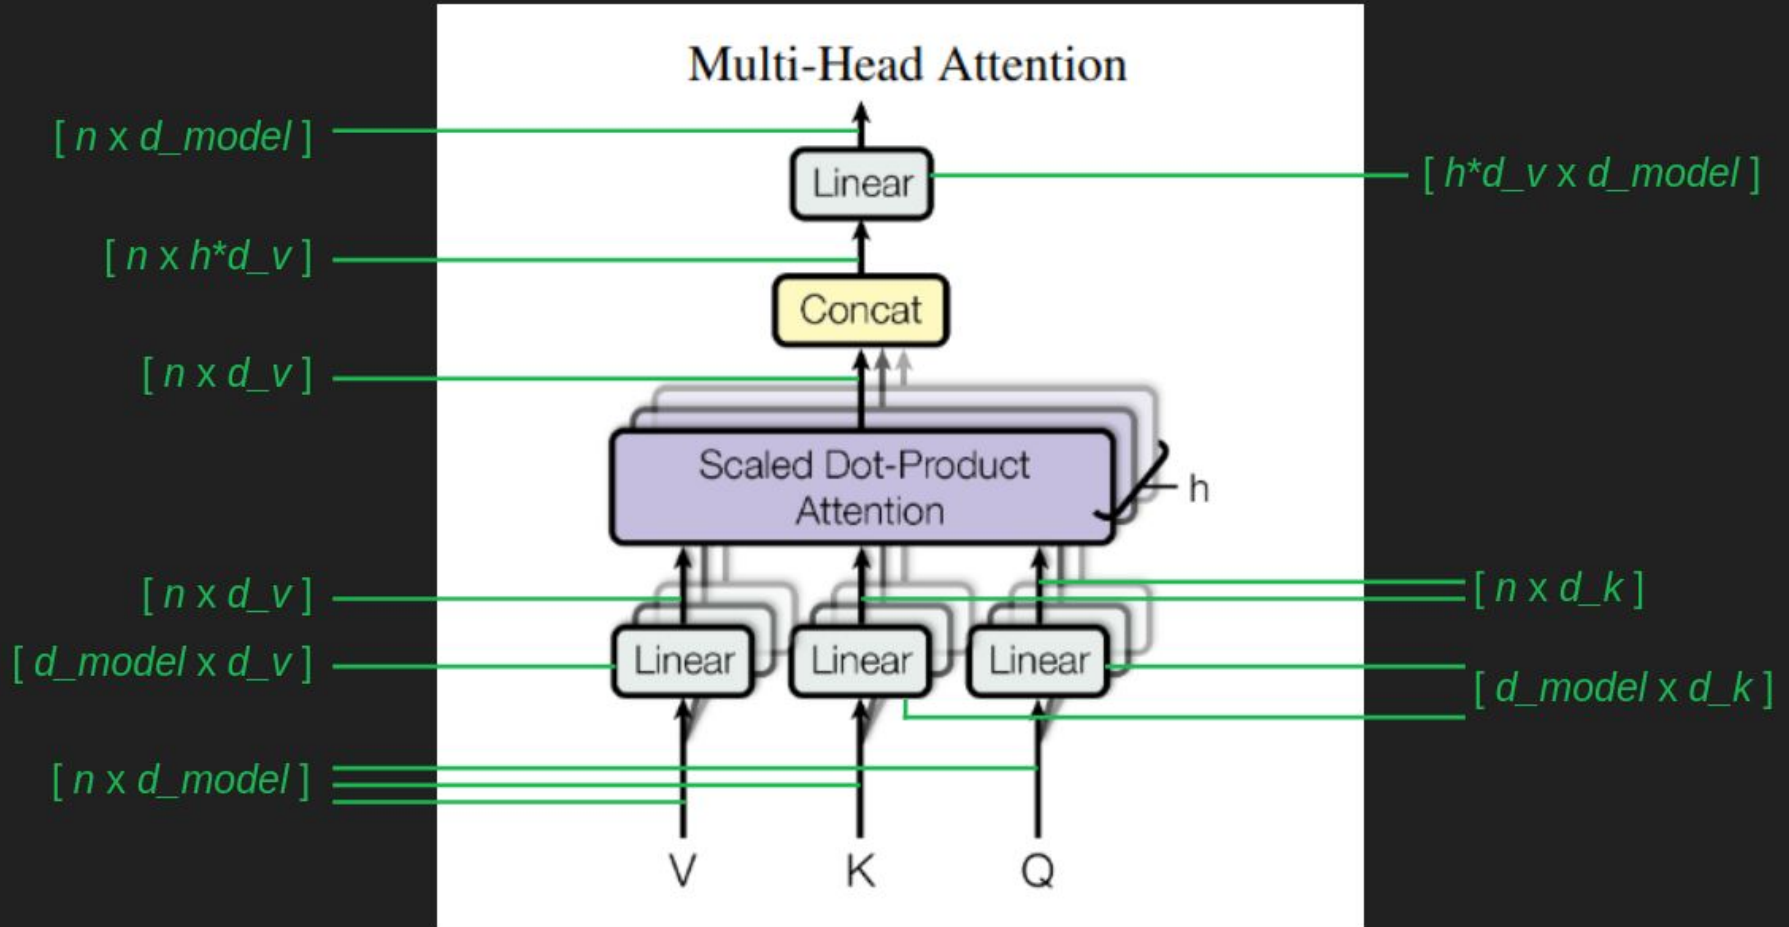 Multi-Head Attention
[ n x d_model ]
Linear
[ h*d_v x d_model ]
[ n x h*d_v ]
Concat
[ n x d_v ]
Scaled Dot-Product
Attention
h
[ n x d_v ]
[ n x d_k ]
[ d_model x d_v ]
Linear
Linear
Linear
[ d_model x d_k ]
[ n x d_model ]
V
K
Q